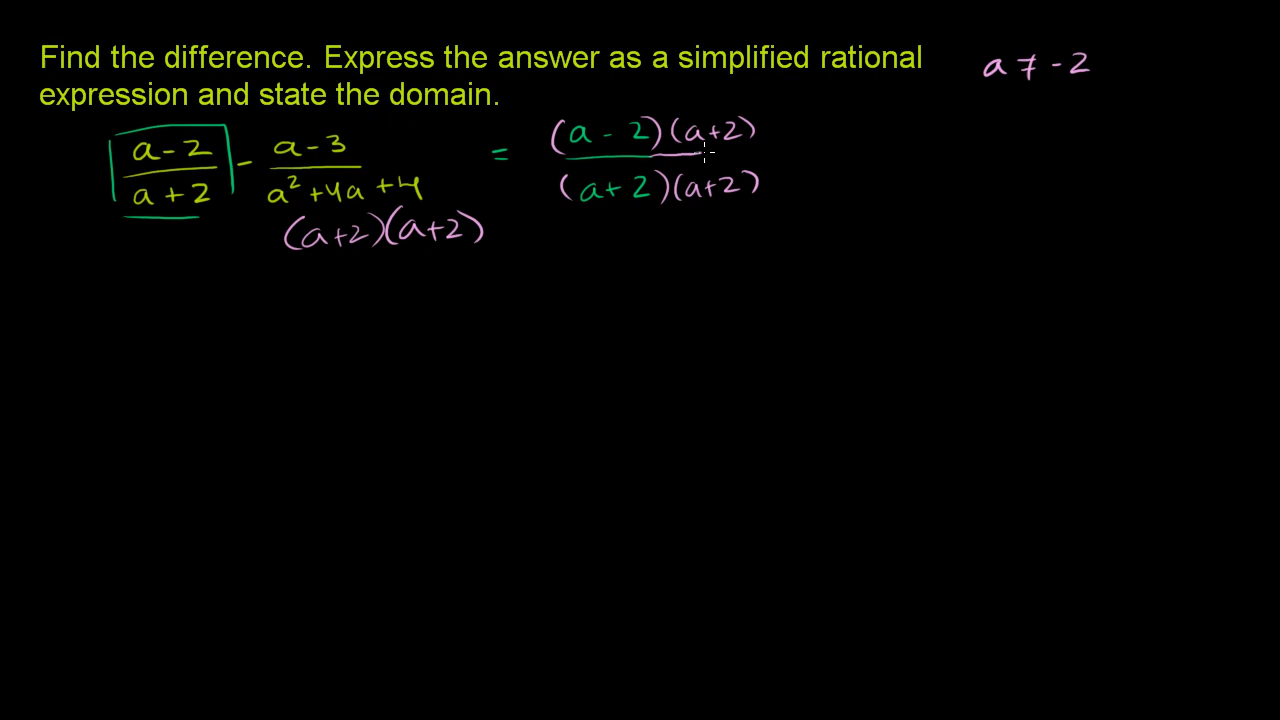 Find the difference. Express the answer as a simplified rational
expression and state the domain.
a ≠ -2
(a - 2)/(a + 2) - (a - 3)/(a² + 4a + 4) = (a - 2)(a+2)/(a + 2)(a+2)
(a+2)(a+2)